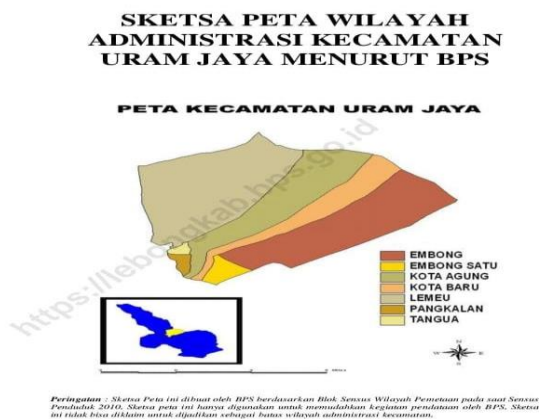 SKETSA PETA WILAYAH
ADMINISTRASI KECAMATAN
URAM JAYA MENURUT BPS
PETA KECAMATAN URAM JAYA
https://lebongkab.bps.go.id
EMBONG
EMBONG SATU
KOTA AGUNG
KOTA BARU
LEMEU
PANGKALAN
TANGUA
Peringatan : Sketsa Peta ini dibuat oleh BPS berdasarkan Blok Sensus Wilayah Pemetaan pada saat Sensus
Penduduk 2010. Sketsa peta ini hanya digunakan untuk memudahkan kegiatan pendataan oleh BPS. Sketsa
ini tidak bisa diklaim untuk dijadikan sebagai batas wilayah administrasi kecamatan.